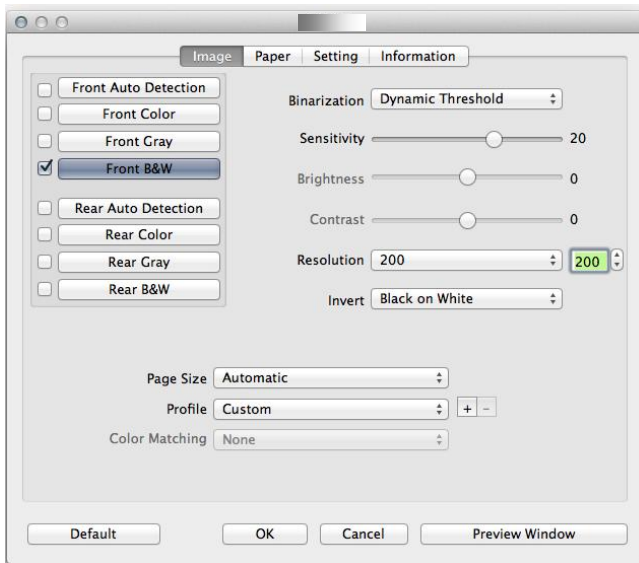 Image Paper Setting Information
Front Auto Detection
Front Color
Front Gray
Front B&W
Rear Auto Detection
Rear Color
Rear Gray
Rear B&W
Binarization Dynamic Threshold
Sensitivity 20
Brightness 0
Contrast 0
Resolution 200 200
Invert Black on White
Page Size Automatic
Profile Custom + -
Color Matching None
Default OK Cancel Preview Window